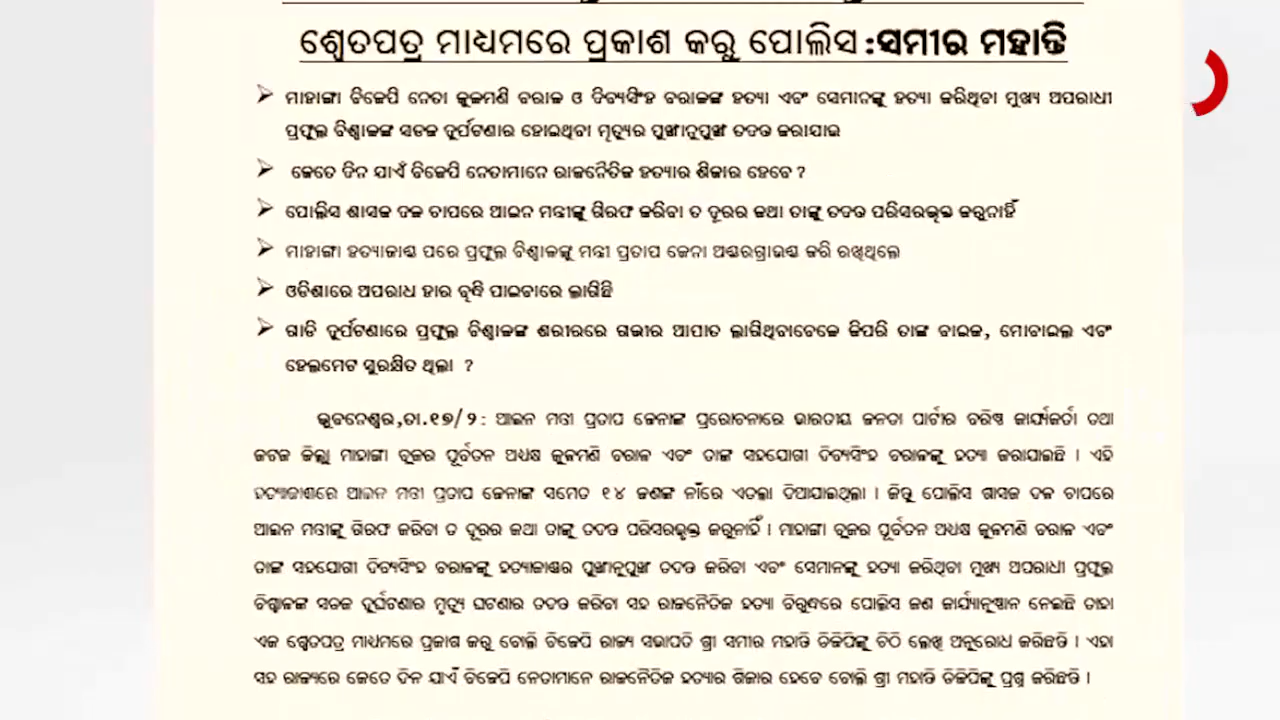 ଶ୍ୱେତପତ୍ର ମାଧ୍ୟମରେ ପ୍ରକାଶ କରୁ ପୋଲିସ :ସମୀର ମହାନ୍ତି
➢ ମାହାଙ୍ଗା ବିଜେପି ନେତା କୁଳମଣି ବରାଳ ଓ ଦିବ୍ୟସିଂହ ବରାଳଙ୍କ ହତ୍ୟା ଏବଂ ସେମାନଙ୍କୁ ହତ୍ୟା କରିଥିବା ମୁଖ୍ୟ ଅପରାଧୀ
ପ୍ରଫୁଲ୍ଲ ବିଶ୍ୱାଳଙ୍କ ସଡକ ଦୁର୍ଘଟଣାର ହୋଇଥିବା ମୃତ୍ୟୁର ପୁଙ୍ଖାନୁପୁଙ୍ଖ ତଦନ୍ତ କରାଯାଇ
➢ କେତେ ଦିନ ଯାଏଁ ବିଜେପି ନେତାମାନେ ରାଜନୈତିକ ହତ୍ୟାର ଶିକାର ହେବେ ?
➢ ପୋଲିସ ଶାସକ ଦଳ ଚାପରେ ଆଇନ ମନ୍ତ୍ରୀଙ୍କୁ ଗିରଫ କରିବା ତ ଦୂରର କଥା ତାଙ୍କୁ ତଦନ୍ତ ପରିସରଭୁକ୍ତ କରୁନାହିଁ
➢ ମାହାଙ୍ଗା ହତ୍ୟାକାଣ୍ଡ ପରେ ପ୍ରଫୁଲ୍ଲ ବିଶ୍ୱାଳଙ୍କୁ ମନ୍ତ୍ରୀ ପ୍ରତାପ ଜେନା ଅଣ୍ଡରଗ୍ରାଉଣ୍ଡ କରି ରଖିଥିଲେ
➢ ଓଡିଶାରେ ଅପରାଧ ହାର ବୃଦ୍ଧି ପାଇବାରେ ଲାଗିଛି
➢ ଗାଡି ଦୁର୍ଘଟଣାରେ ପ୍ରଫୁଲ୍ଲ ବିଶ୍ୱାଳଙ୍କ ଶରୀରରେ ଗଭୀର ଆଘାତ ଲାଗିଥିବାବେଳେ କିପରି ତାଙ୍କ ବାଇକ, ମୋବାଇଲ ଏବଂ
ହେଲମେଟ ସୁରକ୍ଷିତ ଥିଲା ?
ଭୁବନେଶ୍ୱର,ତା.୧୭/୨: ଆଇନ ମନ୍ତ୍ରୀ ପ୍ରତାପ ଜେନାଙ୍କ ପ୍ରରୋଚନାରେ ଭାରତୀୟ ଜନତା ପାର୍ଟୀର ବରିଷ୍ଠ କାର୍ଯ୍ୟକର୍ତା ତଥା
କଟକ ଜିଲ୍ଲା ମାହାଙ୍ଗା ବ୍ଲକର ପୂର୍ବତନ ଅଧ୍ୟକ୍ଷ କୁଳମଣି ବରାଳ ଏବଂ ତାଙ୍କ ସହଯୋଗୀ ଦିବ୍ୟସିଂହ ବରାଳଙ୍କୁ ହତ୍ୟା କରାଯାଇଛି । ଏହି
ହତ୍ୟାକାଣ୍ଡରେ ଆଇନ ମନ୍ତ୍ରୀ ପ୍ରତାପ ଜେନାଙ୍କ ସମେତ ୧୪ ଜଣଙ୍କ ନାଁରେ ଏତଲା ଦିଆଯାଇଥିଲା । କିନ୍ତୁ ପୋଲିସ ଶାସକ ଦଳ ଚାପରେ
ଆଇନ ମନ୍ତ୍ରୀଙ୍କୁ ଗିରଫ କରିବା ତ ଦୂରର କଥା ତାଙ୍କୁ ତଦନ୍ତ ପରିସରଭୁକ୍ତ କରୁନାହିଁ । ମାହାଙ୍ଗା ବ୍ଲକର ପୂର୍ବତନ ଅଧ୍ୟକ୍ଷ କୁଳମଣି ବରାଳ ଏବଂ
ତାଙ୍କ ସହଯୋଗୀ ଦିବ୍ୟସିଂହ ବରାଳଙ୍କୁ ହତ୍ୟାକାଣ୍ଡର ପୁଙ୍ଖାନୁପୁଙ୍ଖ ତଦନ୍ତ କରିବା ଏବଂ ସେମାନଙ୍କୁ ହତ୍ୟା କରିଥିବା ମୁଖ୍ୟ ଅପରାଧୀ ପ୍ରଫୁଲ୍ଲ
ବିଶ୍ୱାଳଙ୍କ ସଡକ ଦୁର୍ଘଟଣାର ମୃତ୍ୟୁ ଘଟଣାର ତଦନ୍ତ କରିବା ସହ ରାଜନୈତିକ ହତ୍ୟା ବିରୁଦ୍ଧରେ ପୋଲିସ କଣ କାର୍ଯ୍ୟାନୁଷ୍ଠାନ ନେଇଛି ତାହା
ଏକ ଶ୍ୱେତପତ୍ର ମାଧ୍ୟମରେ ପ୍ରକାଶ କରୁ ବୋଲି ବିଜେପି ରାଜ୍ୟ ସଭାପତି ଶ୍ରୀ ସମୀର ମହାନ୍ତି ଡିଜିପିଙ୍କୁ ଚିଠି ଲେଖି ଅନୁରୋଧ କରିଛନ୍ତି । ଏହା
ସହ ରାଜ୍ୟରେ କେତେ ଦିନ ଯାଏଁ ବିଜେପି ନେତାମାନେ ରାଜନୈତିକ ହତ୍ୟାର ଶିକାର ହେବେ ବୋଲି ଶ୍ରୀ ମହାନ୍ତି ଡିଜିପିଙ୍କୁ ପ୍ରଶ୍ନ କରିଛନ୍ତି ।